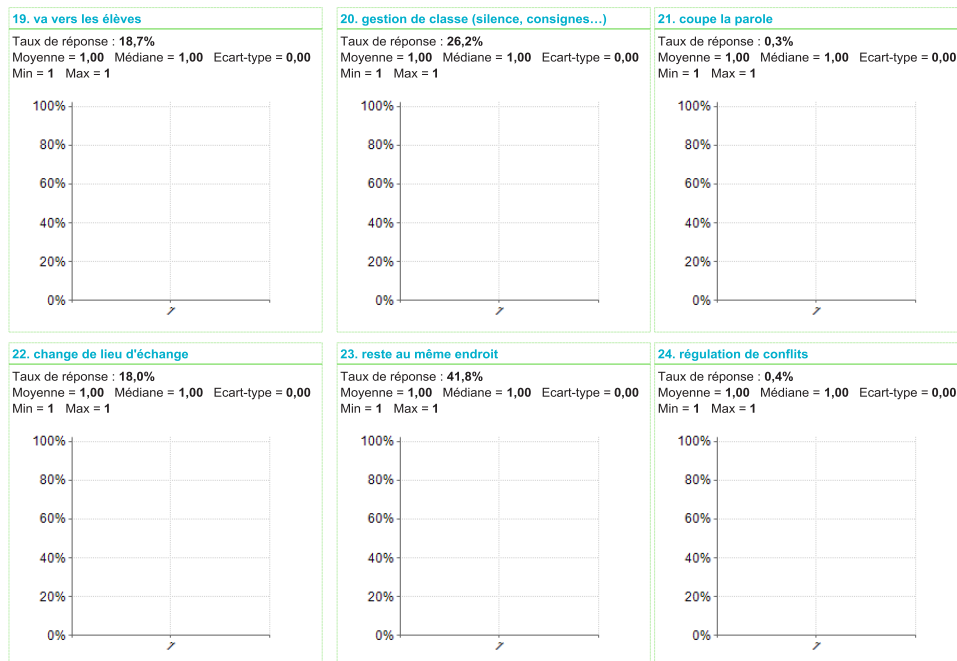 19. va vers les élèves
Taux de réponse : 18,7%
Moyenne = 1,00 Médiane = 1,00 Ecart-type = 0,00
Min = 1 Max = 1
100%
80%
60%
40%
20%
0%
1
20. gestion de classe (silence, consignes...)
Taux de réponse : 26,2%
Moyenne = 1,00 Médiane = 1,00 Ecart-type = 0,00
Min = 1 Max = 1
100%
80%
60%
40%
20%
0%
1
21. coupe la parole
Taux de réponse : 0,3%
Moyenne = 1,00 Médiane = 1,00 Ecart-type = 0,00
Min = 1 Max = 1
100%
80%
60%
40%
20%
0%
1
22. change de lieu d'échange
Taux de réponse : 18,0%
Moyenne = 1,00 Médiane = 1,00 Ecart-type = 0,00
Min = 1 Max = 1
100%
80%
60%
40%
20%
0%
1
23. reste au même endroit
Taux de réponse : 41,8%
Moyenne = 1,00 Médiane = 1,00 Ecart-type = 0,00
Min = 1 Max = 1
100%
80%
60%
40%
20%
0%
1
24. régulation de conflits
Taux de réponse : 0,4%
Moyenne = 1,00 Médiane = 1,00 Ecart-type = 0,00
Min = 1 Max = 1
100%
80%
60%
40%
20%
0%
1